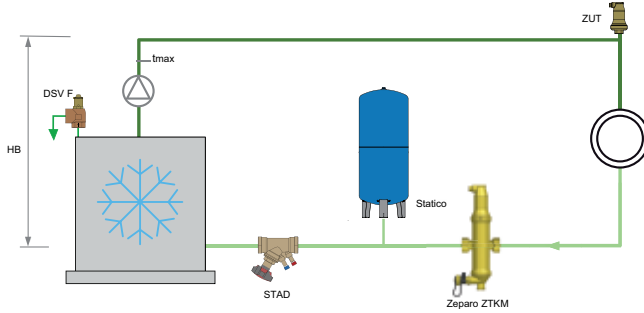 ZUT
tmax
DSV F
HB
Statico
STAD
Zeparo ZTKM